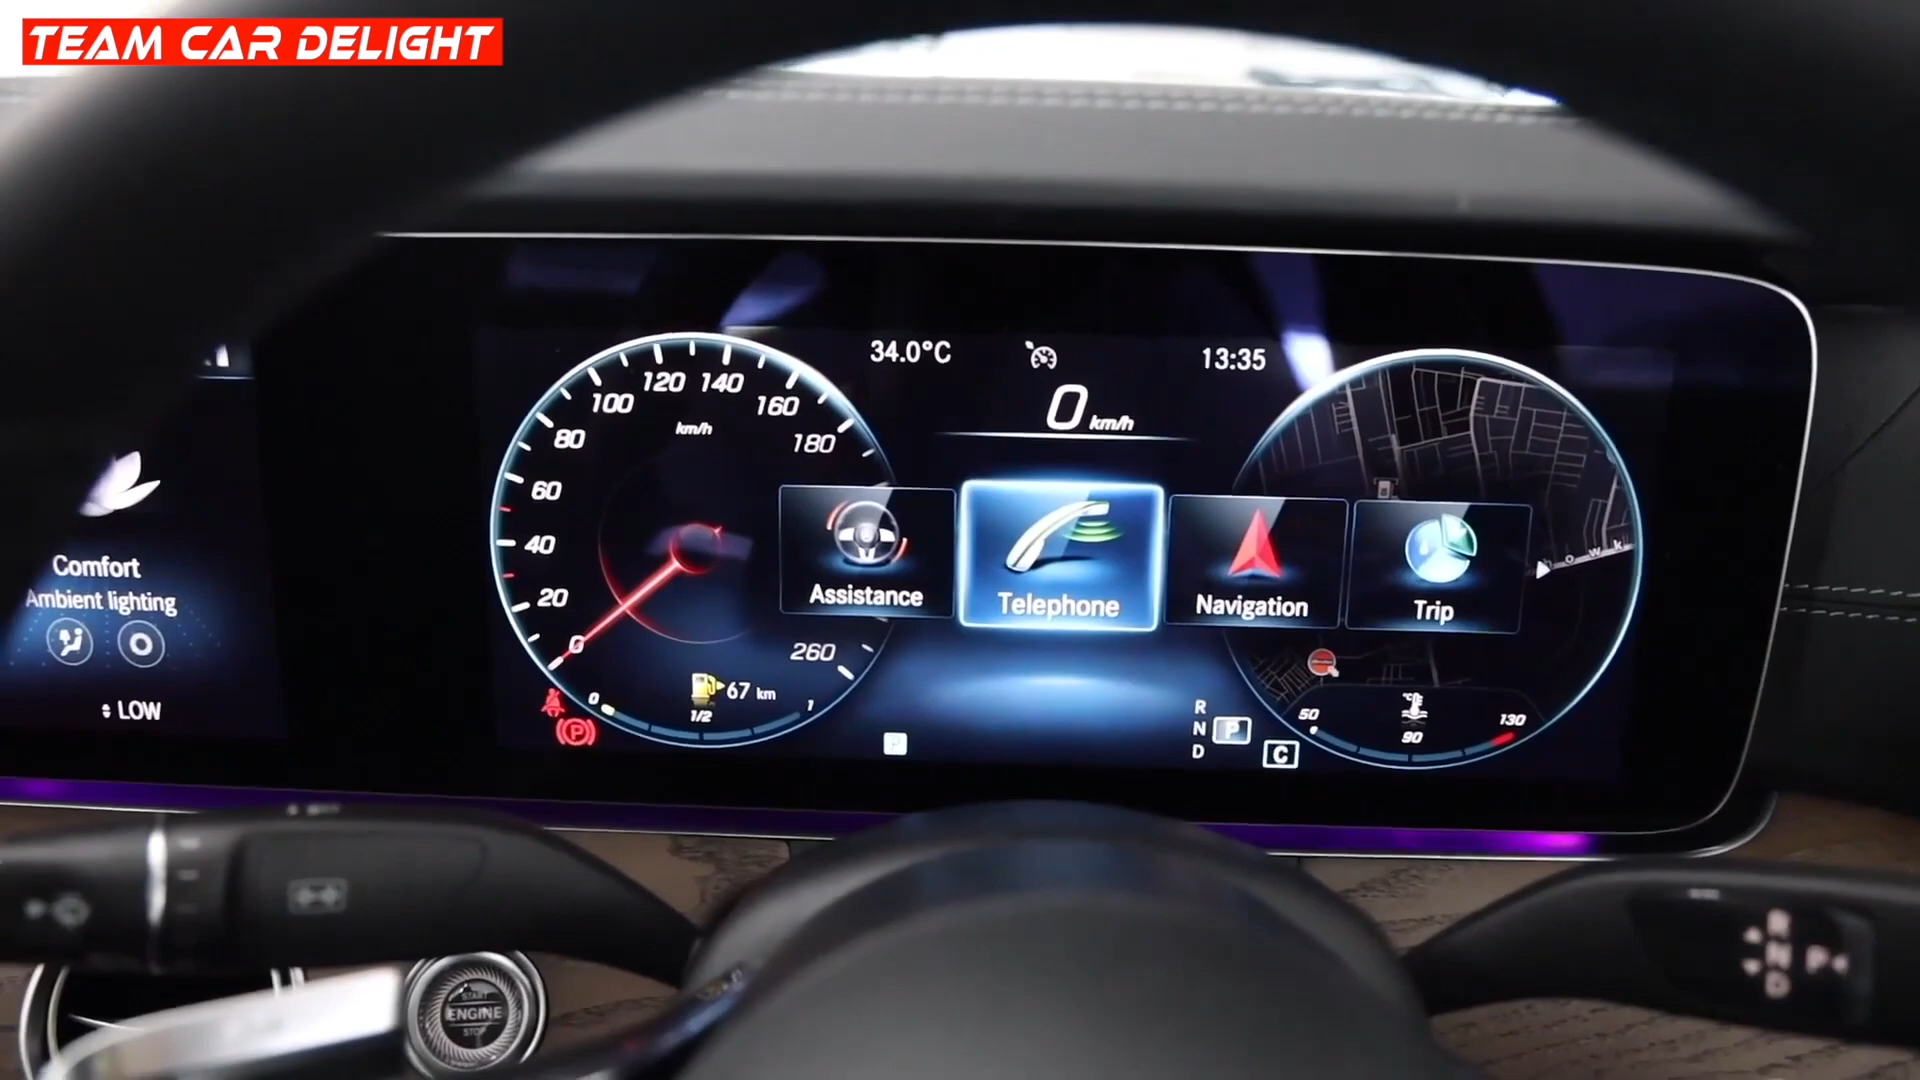 TEAM CAR DELIGHT
34.0°C
13:35
0 km/h
100
120
140
160
80
km/h
180
60
40
20
0
260
Assistance
Telephone
Navigation
Trip
Comfort
Ambient lighting
LOW
67 km
0
1/2
1
P
P
R
N
D
P
C
50
°C
90
130
START
ENGINE
STOP
R
N
D
P